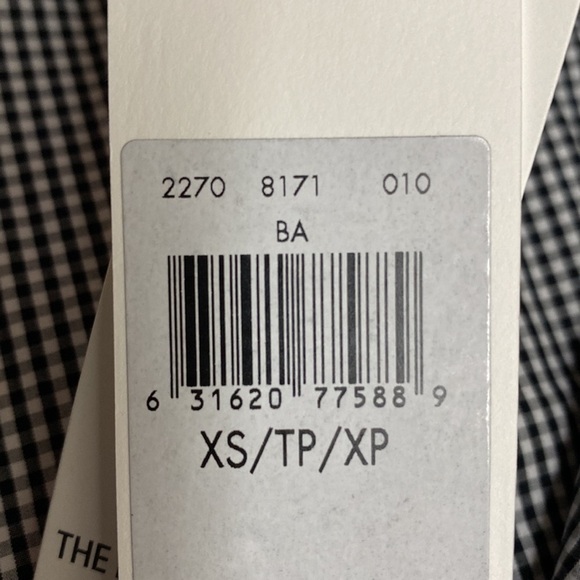 2270 8171 010
BA
6 31620 77588 9
XS/TP/XP
THE